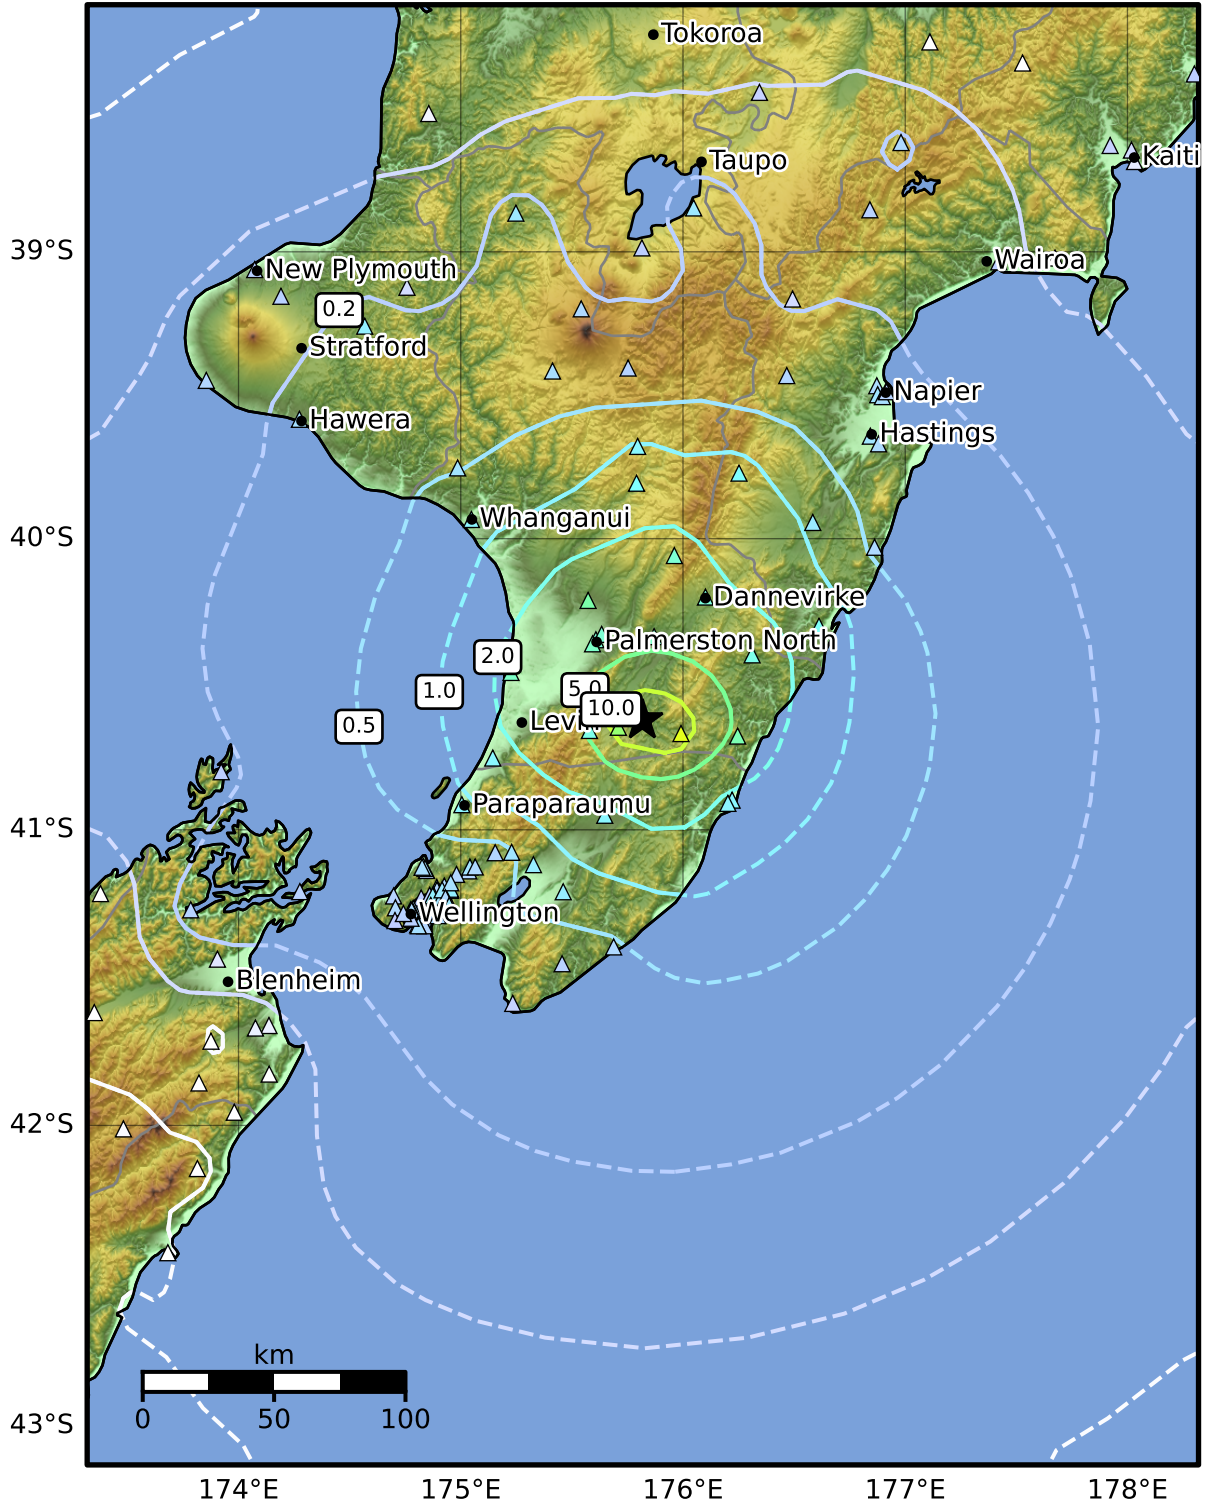 Tokoroa
Taupo
Kaiti
39°S
Wairoa
New Plymouth
0.2
Stratford
Napier
Hawera
Hastings
Whanganui
40°S
Dannevirke
Palmerston North
2.0
5.0
1.0
10.0
0.5
Paraparaumu
41°S
Wellington
Blenheim
42°S
km
0 50 100
43°S
174°E 175°E 176°E 177°E 178°E